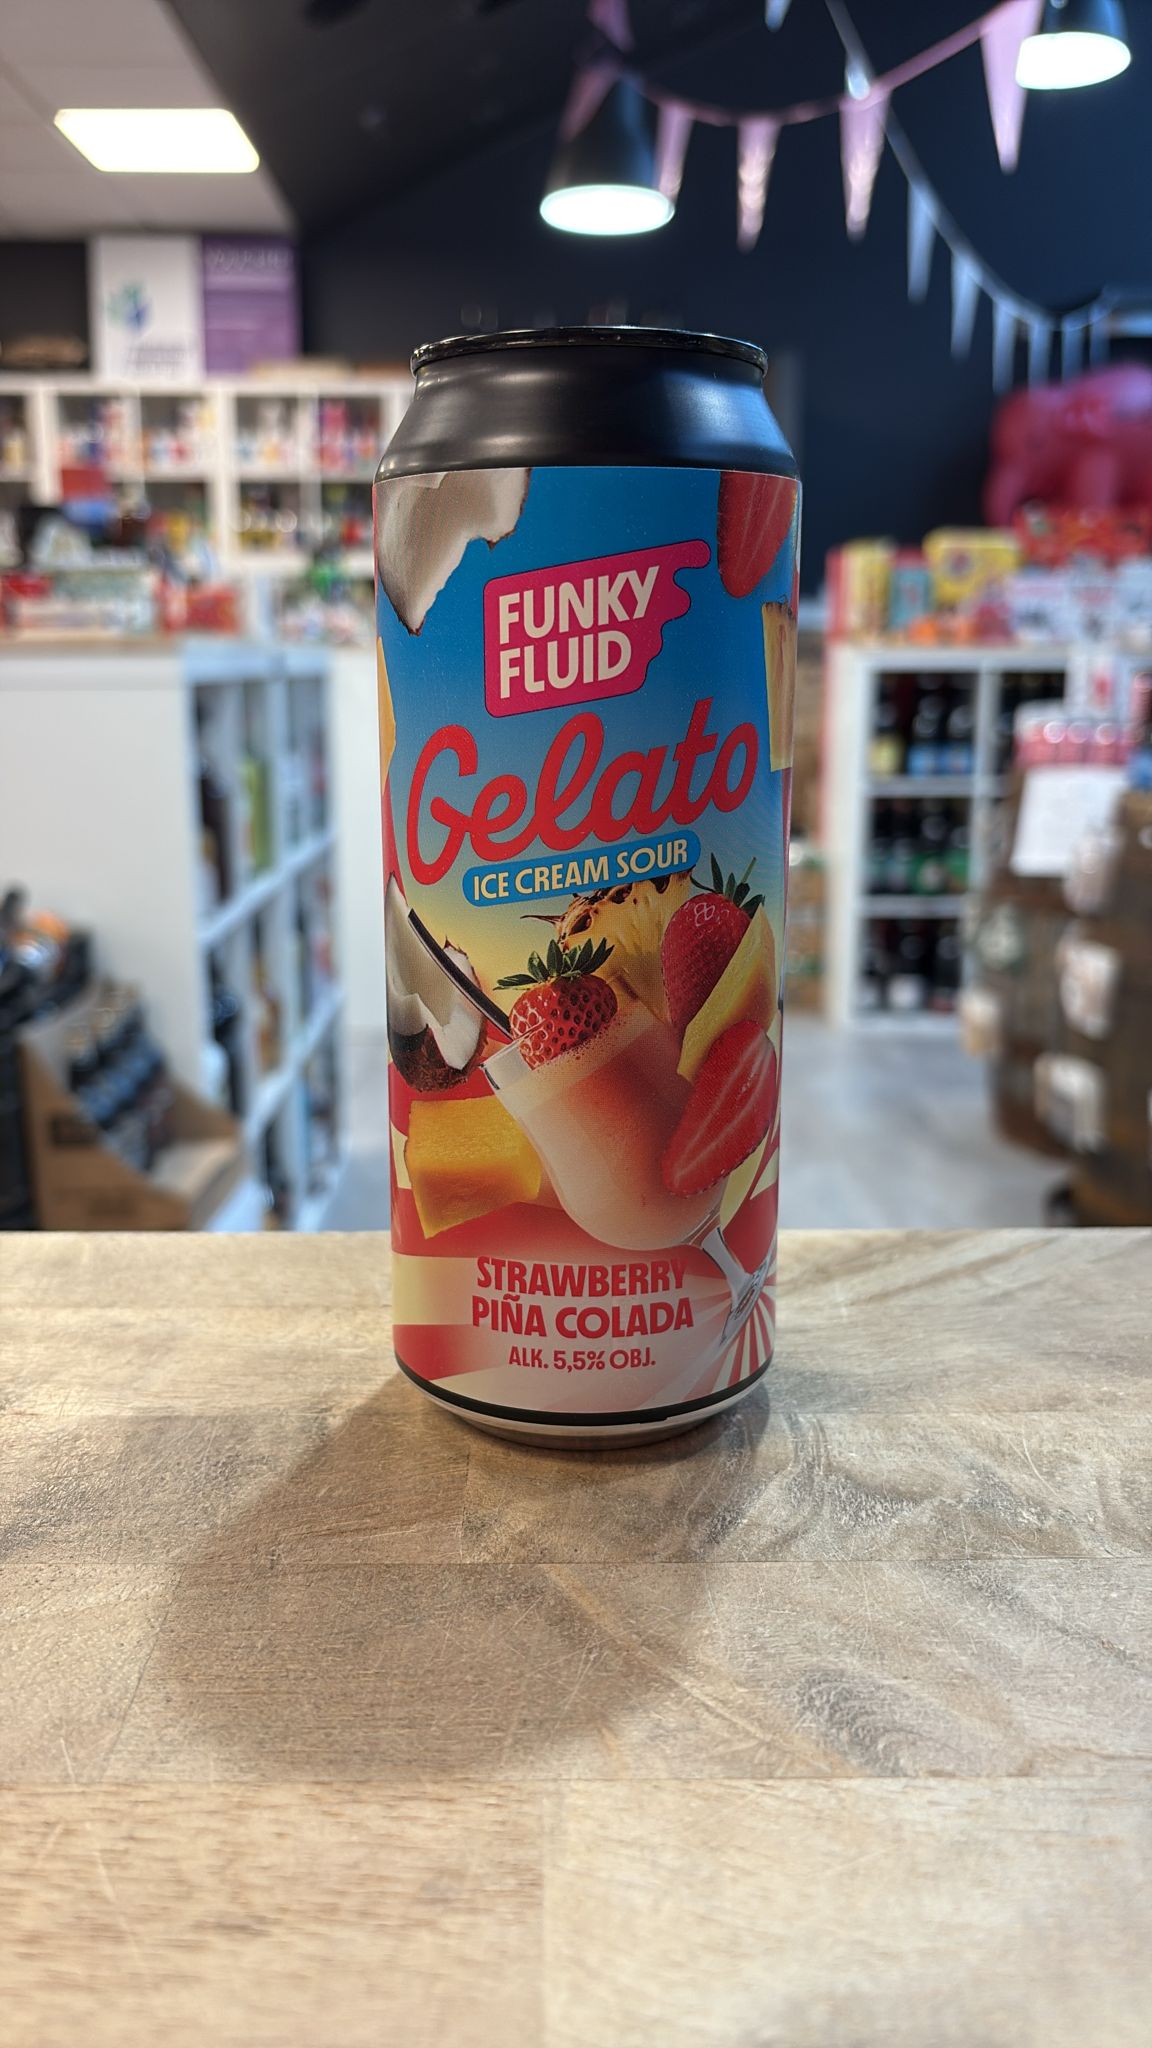 FUNKY
FLUID
Gelato
ICE CREAM SOUR
STRAWBERRY
PIÑA COLADA
ALK. 5,5% OBJ.